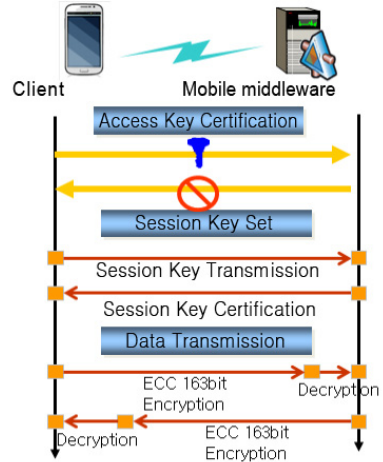 Client
Mobile middleware
Access Key Certification
Session Key Set
Session Key Transmission
Session Key Certification
Data Transmission
ECC 163bit
Encryption
Decryption
Decryption
ECC 163bit
Encryption